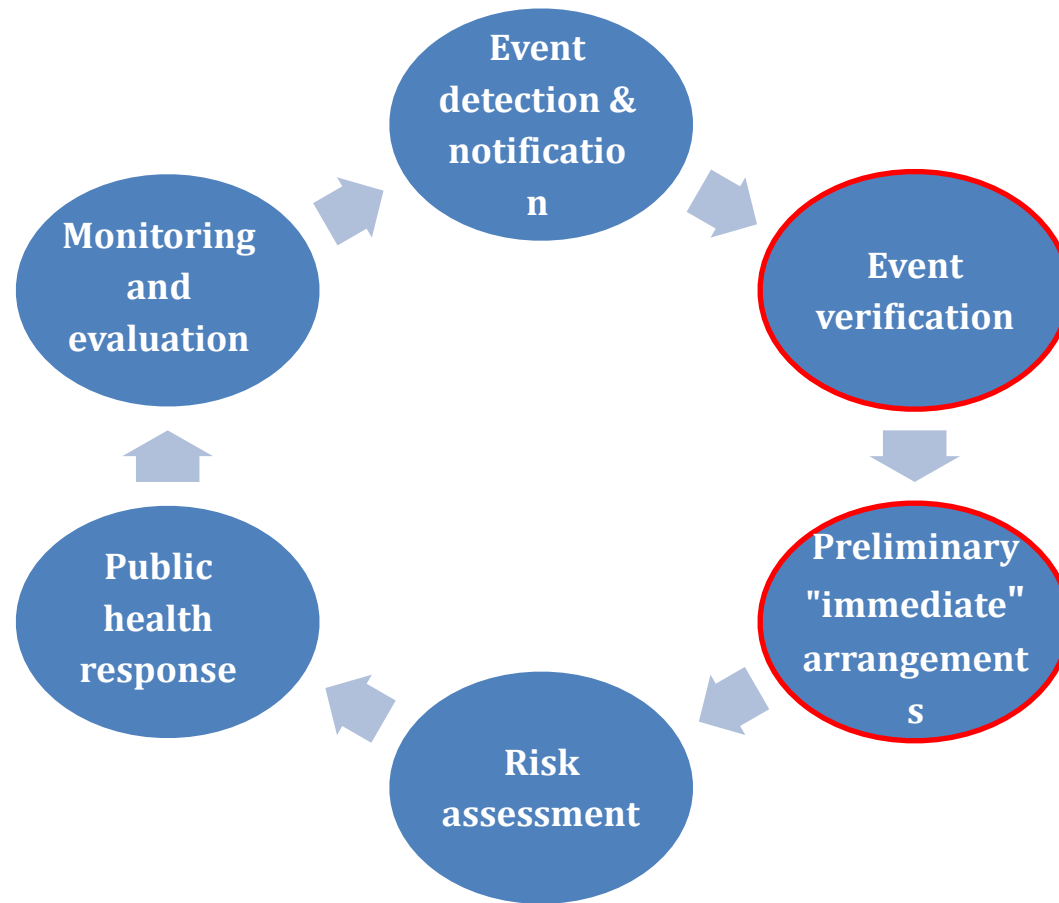 Event
detection &
notificatio
n
Event
verification
Preliminary
"immediate"
arrangement
s
Risk
assessment
Public
health
response
Monitoring
and
evaluation